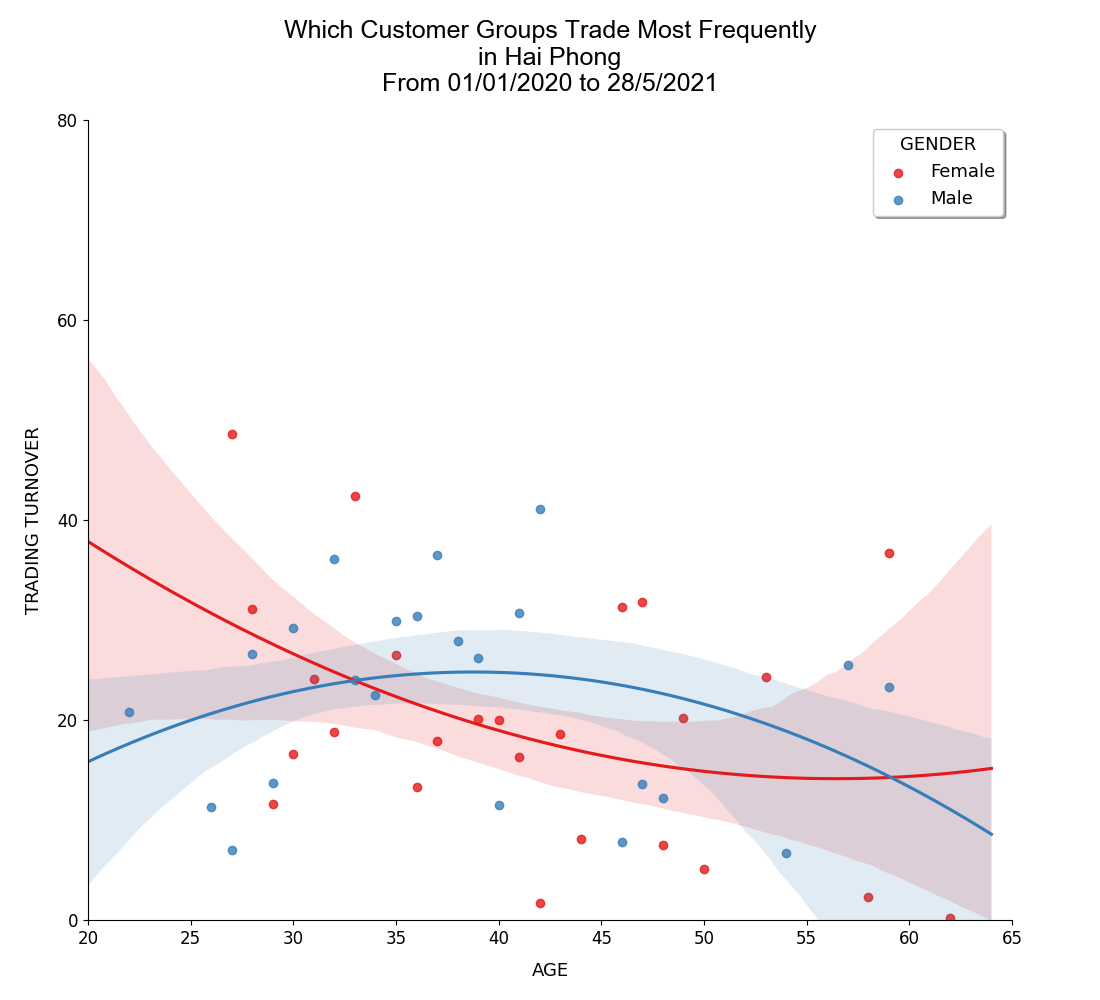 Which Customer Groups Trade Most Frequently
in Hai Phong
From 01/01/2020 to 28/5/2021
80
GENDER
Female
Male
60
40
20
0
TRADING TURNOVER
20 25 30 35 40 45 50 55 60 65
AGE